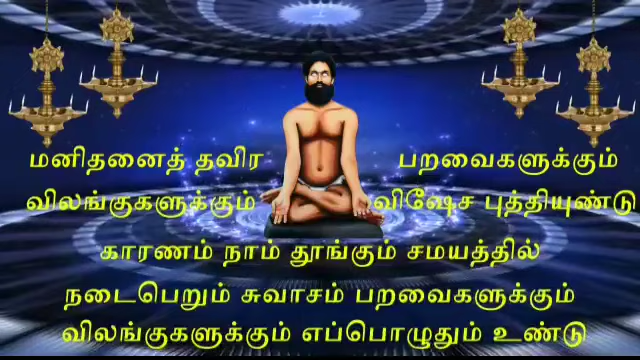 மனிதனைத் தவிர பறவைகளுக்கும்
விலங்குகளுக்கும் விஷேச புத்தியுண்டு
காரணம் நாம் தூங்கும் சமயத்தில்
நடைபெறும் சுவாசம் பறவைகளுக்கும்
விலங்குகளுக்கும் எப்பொழுதும் உண்டு